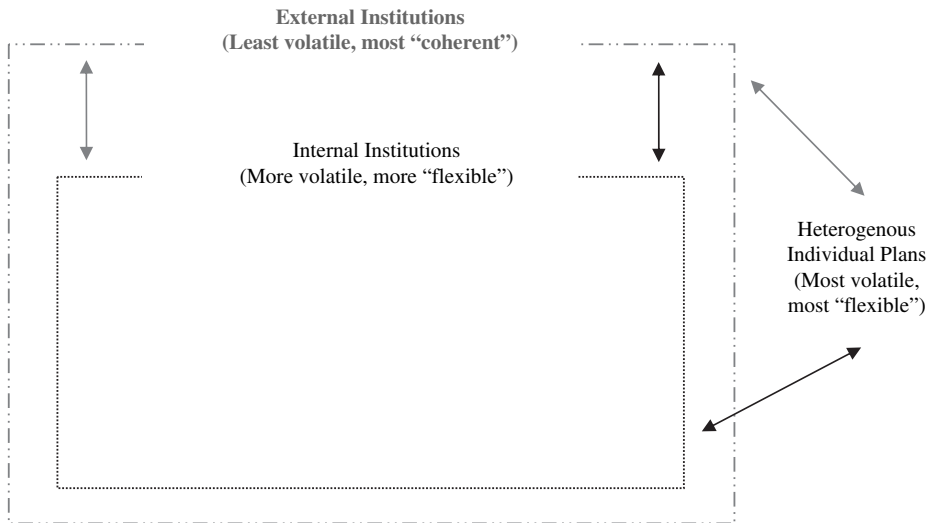 External Institutions
(Least volatile, most “coherent”)
Internal Institutions
(More volatile, more “flexible”)
Heterogenous
Individual Plans
(Most volatile,
most “flexible”)